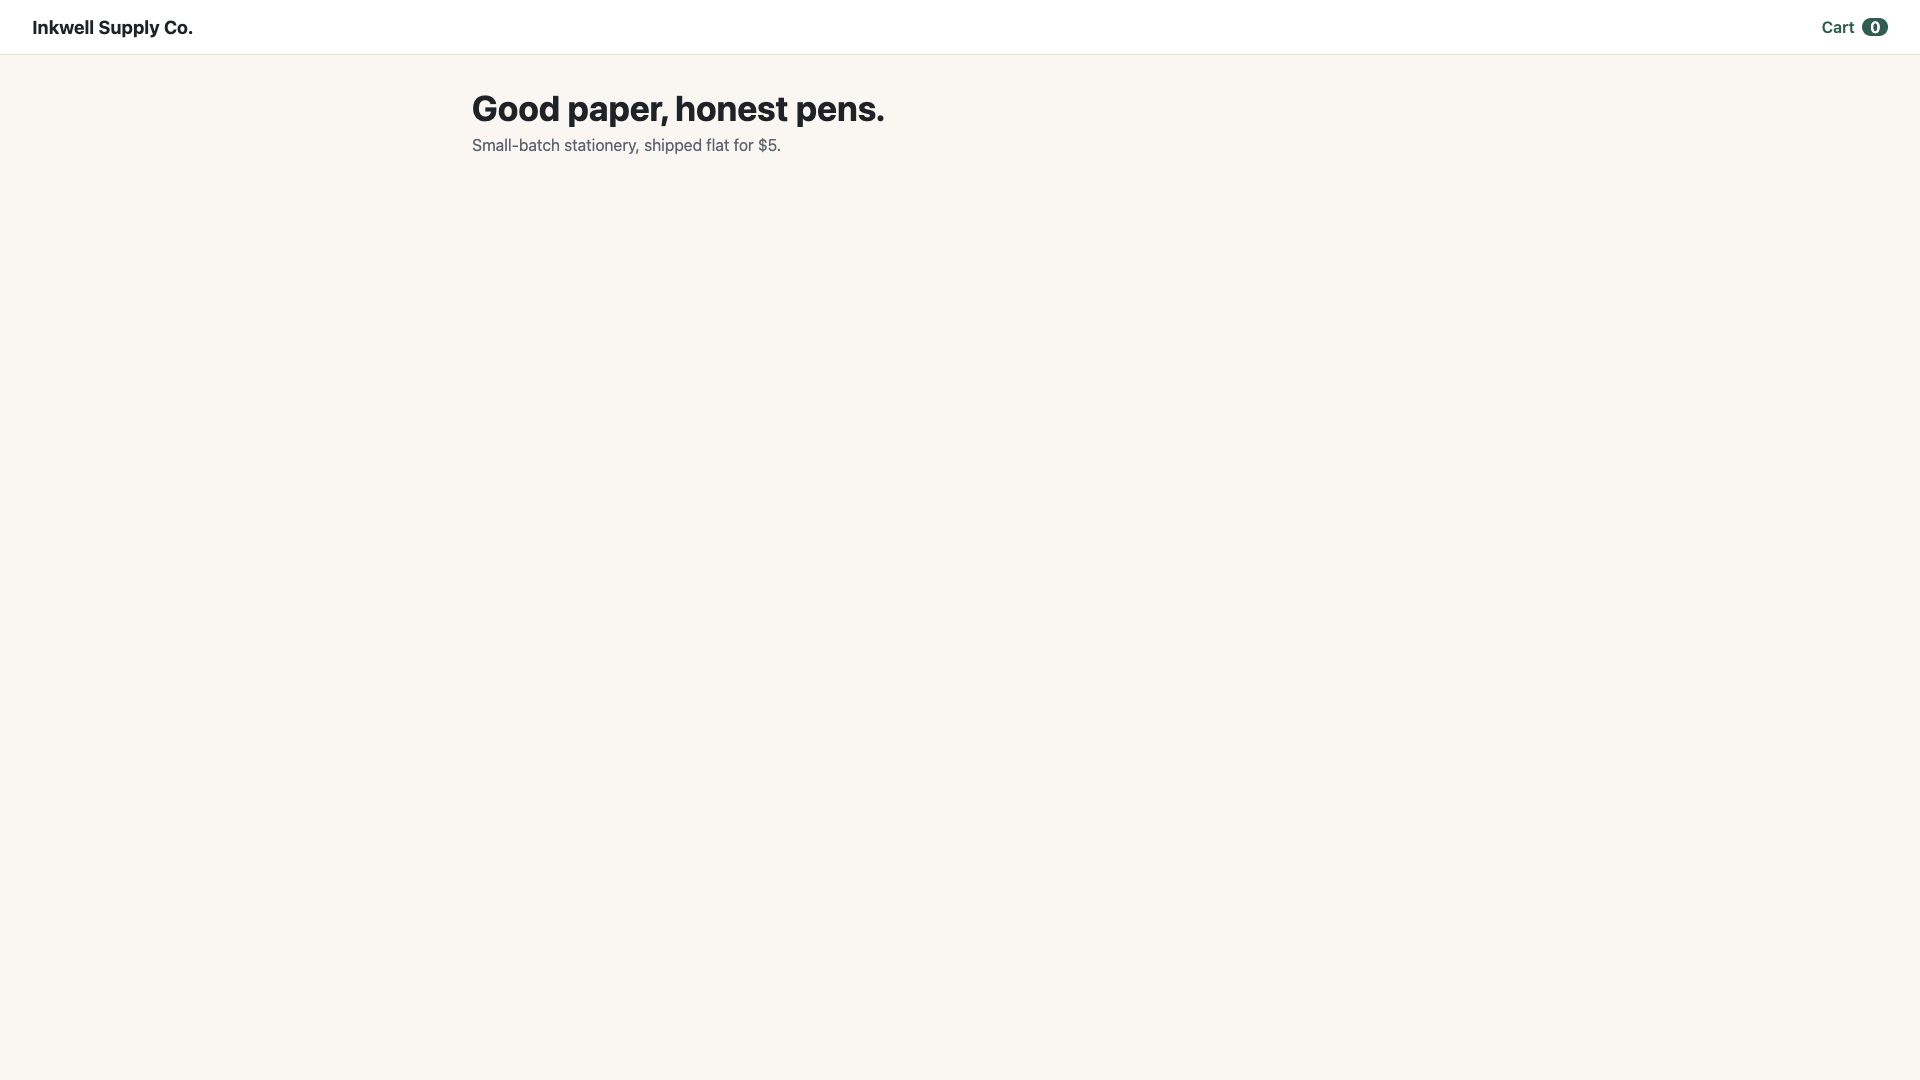 Inkwell Supply Co.
Cart 0
Good paper, honest pens.
Small-batch stationery, shipped flat for $5.